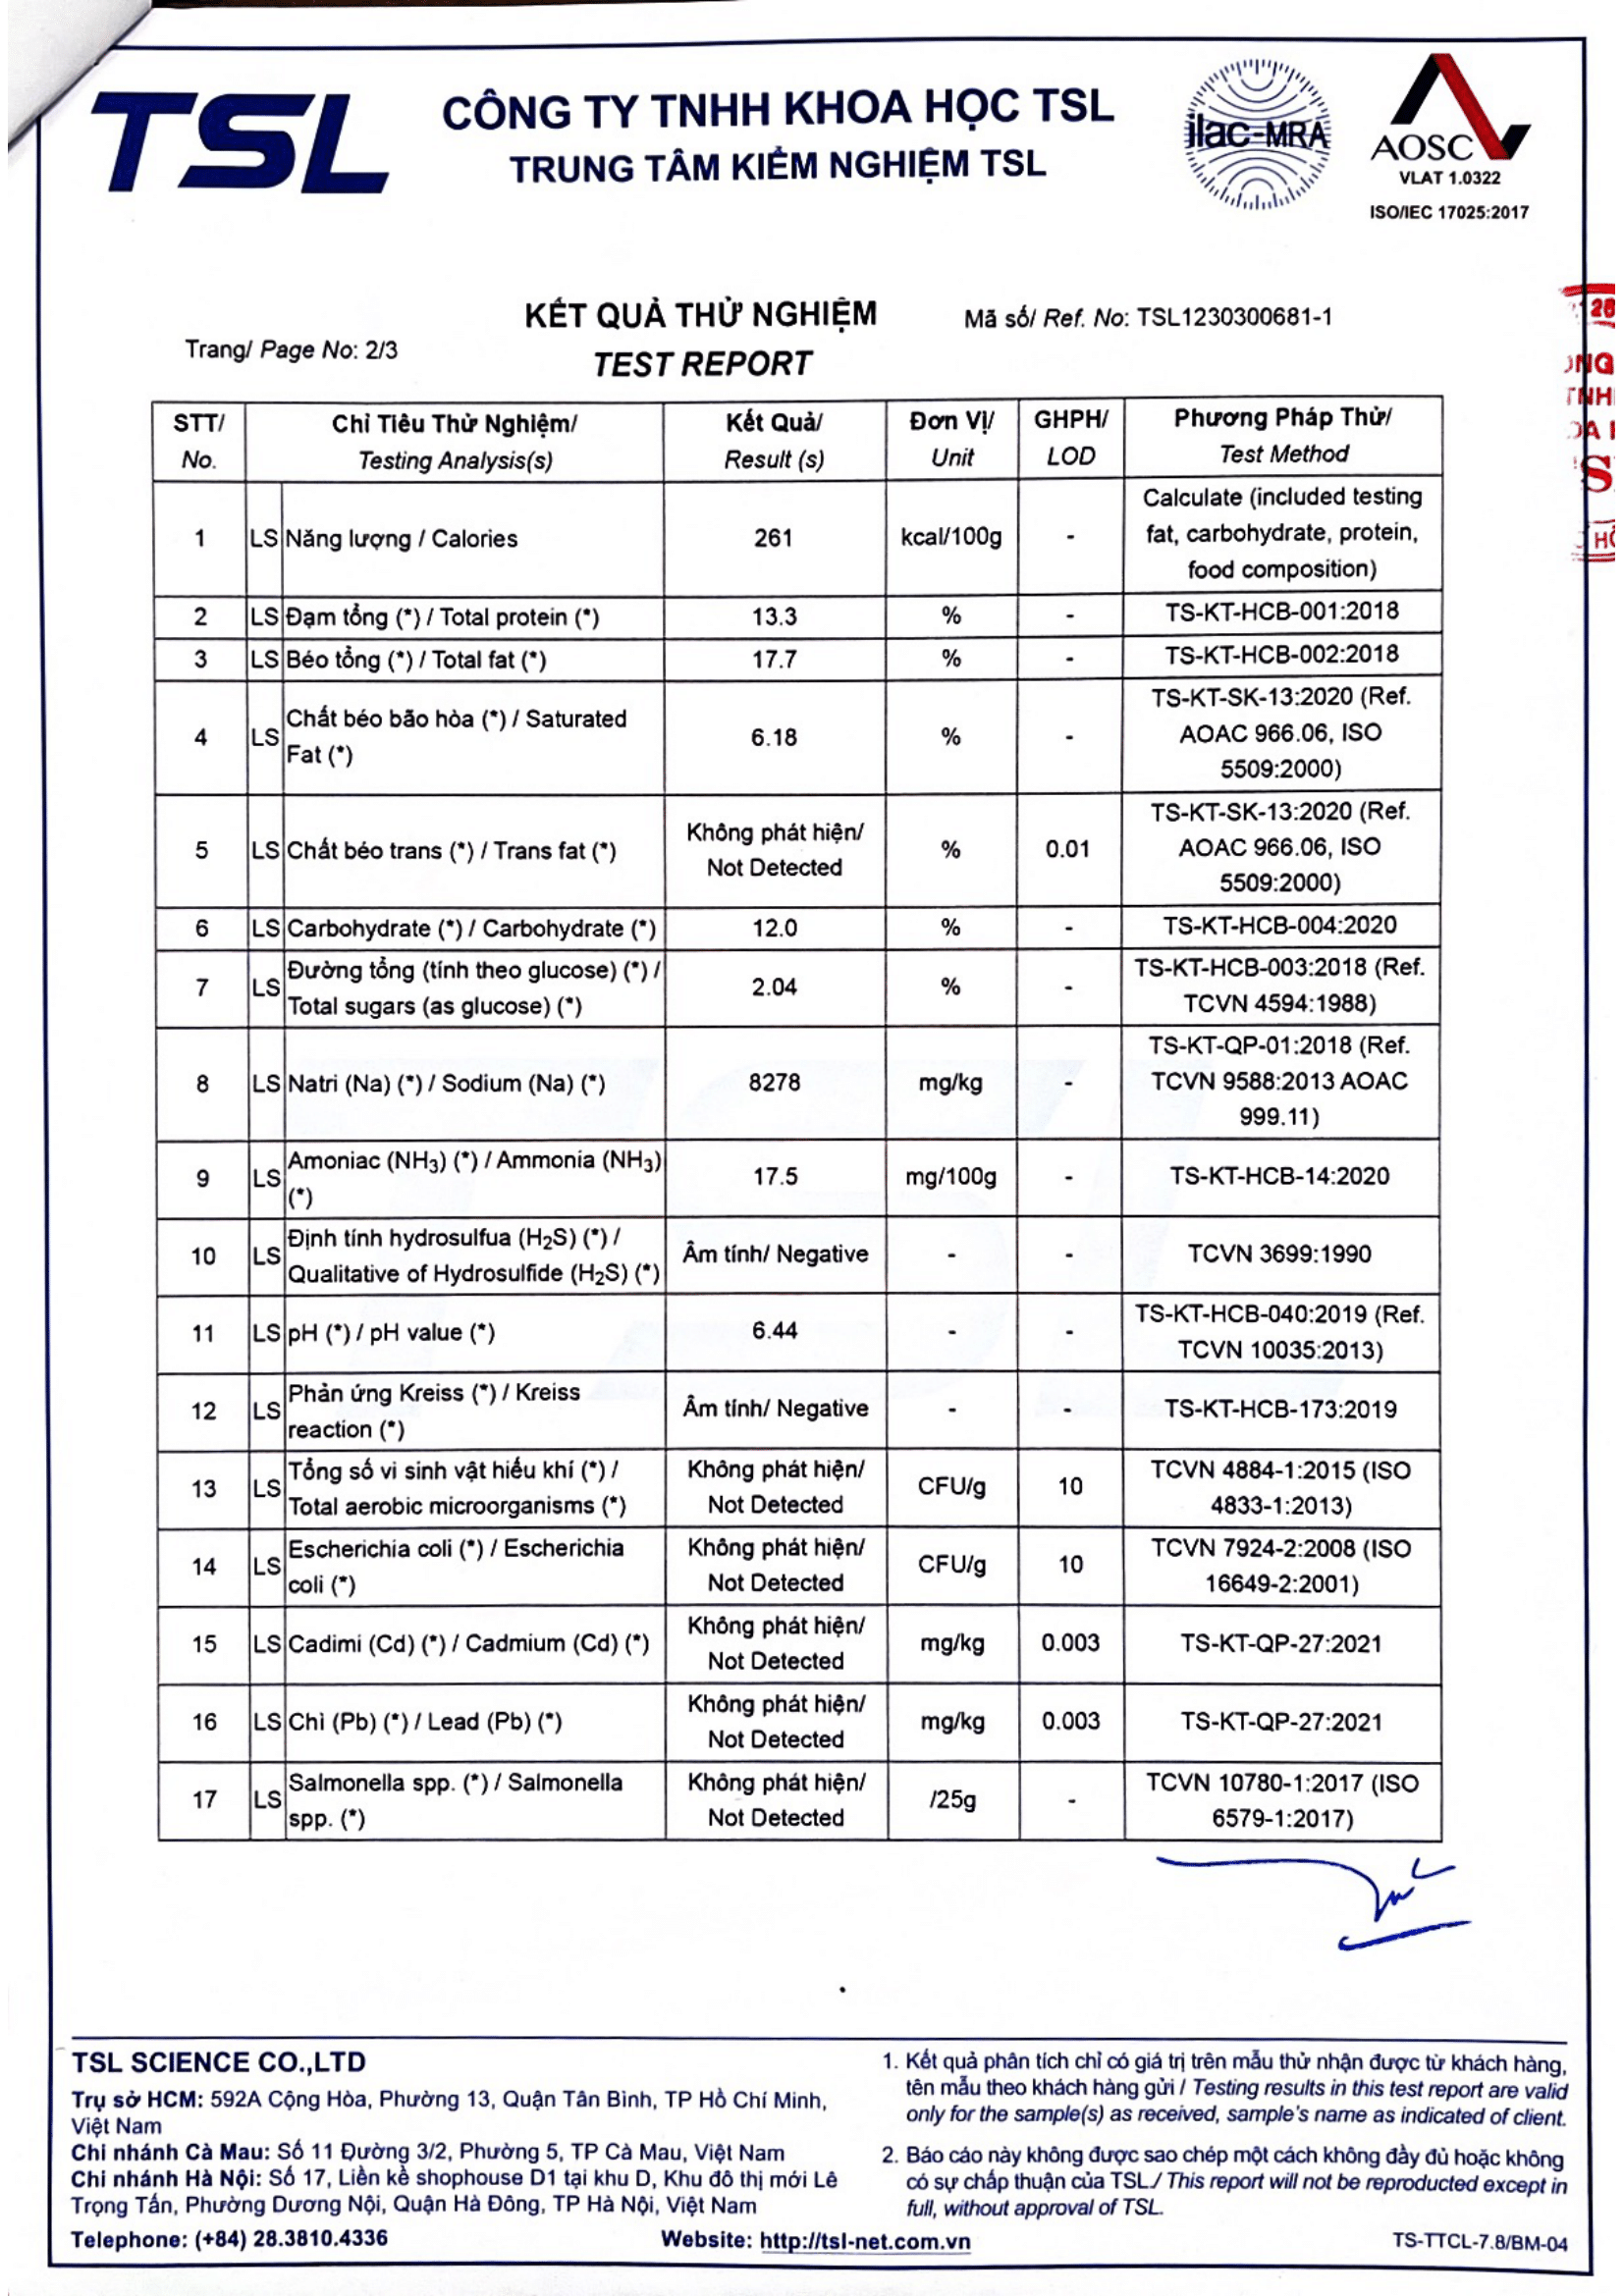 TSL
CÔNG TY TNHH KHOA HỌC TSL
TRUNG TÂM KIỂM NGHIỆM TSL
ilac-MRA
AOSC
VLAT 1.0322
ISO/IEC 17025:2017
KẾT QUẢ THỬ NGHIỆM
Mã số/ Ref. No: TSL1230300681-1
Trang/ Page No: 2/3
TEST REPORT
STT/ Chỉ Tiêu Thử Nghiệm/ Kết Quả/ Đơn Vị/ GHPH/ Phương Pháp Thử/
No. Testing Analysis(s) Result (s) Unit LOD Test Method
Calculate (included testing
1 LS Năng lượng / Calories 261 kcal/100g - fat, carbohydrate, protein,
food composition)
2 LS Đạm tổng (*) / Total protein (*) 13.3 % - TS-KT-HCB-001:2018
3 LS Béo tổng (*) / Total fat (*) 17.7 % - TS-KT-HCB-002:2018
TS-KT-SK-13:2020 (Ref.
4 LS Chất béo bão hòa (*) / Saturated 6.18 % - AOAC 966.06, ISO
Fat (*) 5509:2000)
TS-KT-SK-13:2020 (Ref.
5 LS Chất béo trans (*) / Trans fat (*) Không phát hiện/ % 0.01 AOAC 966.06, ISO
Not Detected 5509:2000)
6 LS Carbohydrate (*) / Carbohydrate (*) 12.0 % - TS-KT-HCB-004:2020
7 LS Đường tổng (tính theo glucose) (*) / 2.04 % - TS-KT-HCB-003:2018 (Ref.
Total sugars (as glucose) (*) TCVN 4594:1988)
TS-KT-QP-01:2018 (Ref.
8 LS Natri (Na) (*) / Sodium (Na) (*) 8278 mg/kg - TCVN 9588:2013 AOAC
999.11)
9 LS Amoniac (NH₃) (*) / Ammonia (NH₃) 17.5 mg/100g - TS-KT-HCB-14:2020
(*)
10 LS Định tính hydrosulfua (H₂S) (*) / Âm tính/ Negative - - TCVN 3699:1990
Qualitative of Hydrosulfide (H₂S) (*)
11 LS pH (*) / pH value (*) 6.44 - - TS-KT-HCB-040:2019 (Ref.
TCVN 10035:2013)
12 LS Phản ứng Kreiss (*) / Kreiss Âm tính/ Negative - - TS-KT-HCB-173:2019
reaction (*)
13 LS Tổng số vi sinh vật hiếu khí (*) / Không phát hiện/ CFU/g 10 TCVN 4884-1:2015 (ISO
Total aerobic microorganisms (*) Not Detected 4833-1:2013)
14 LS Escherichia coli (*) / Escherichia Không phát hiện/ CFU/g 10 TCVN 7924-2:2008 (ISO
coli (*) Not Detected 16649-2:2001)
15 LS Cadimi (Cd) (*) / Cadmium (Cd) (*) Không phát hiện/ mg/kg 0.003 TS-KT-QP-27:2021
Not Detected
16 LS Chì (Pb) (*) / Lead (Pb) (*) Không phát hiện/ mg/kg 0.003 TS-KT-QP-27:2021
Not Detected
17 LS Salmonella spp. (*) / Salmonella Không phát hiện/ /25g - TCVN 10780-1:2017 (ISO
spp. (*) Not Detected 6579-1:2017)
TSL SCIENCE CO.,LTD
Trụ sở HCM: 592A Cộng Hòa, Phường 13, Quận Tân Bình, TP Hồ Chí Minh,
Việt Nam
Chi nhánh Cà Mau: Số 11 Đường 3/2, Phường 5, TP Cà Mau, Việt Nam
Chi nhánh Hà Nội: Số 17, Liền kề shophouse D1 tại khu D, Khu đô thị mới Lê
Trọng Tấn, Phường Dương Nội, Quận Hà Đông, TP Hà Nội, Việt Nam
Telephone: (+84) 28.3810.4336
Website: http://tsl-net.com.vn
1. Kết quả phân tích chỉ có giá trị trên mẫu thử nhận được từ khách hàng,
tên mẫu theo khách hàng gửi / Testing results in this test report are valid
only for the sample(s) as received, sample's name as indicated of client.
2. Báo cáo này không được sao chép một cách không đầy đủ hoặc không
có sự chấp thuận của TSL./ This report will not be reproduced except in
full, without approval of TSL.
TS-TTCL-7.8/BM-04